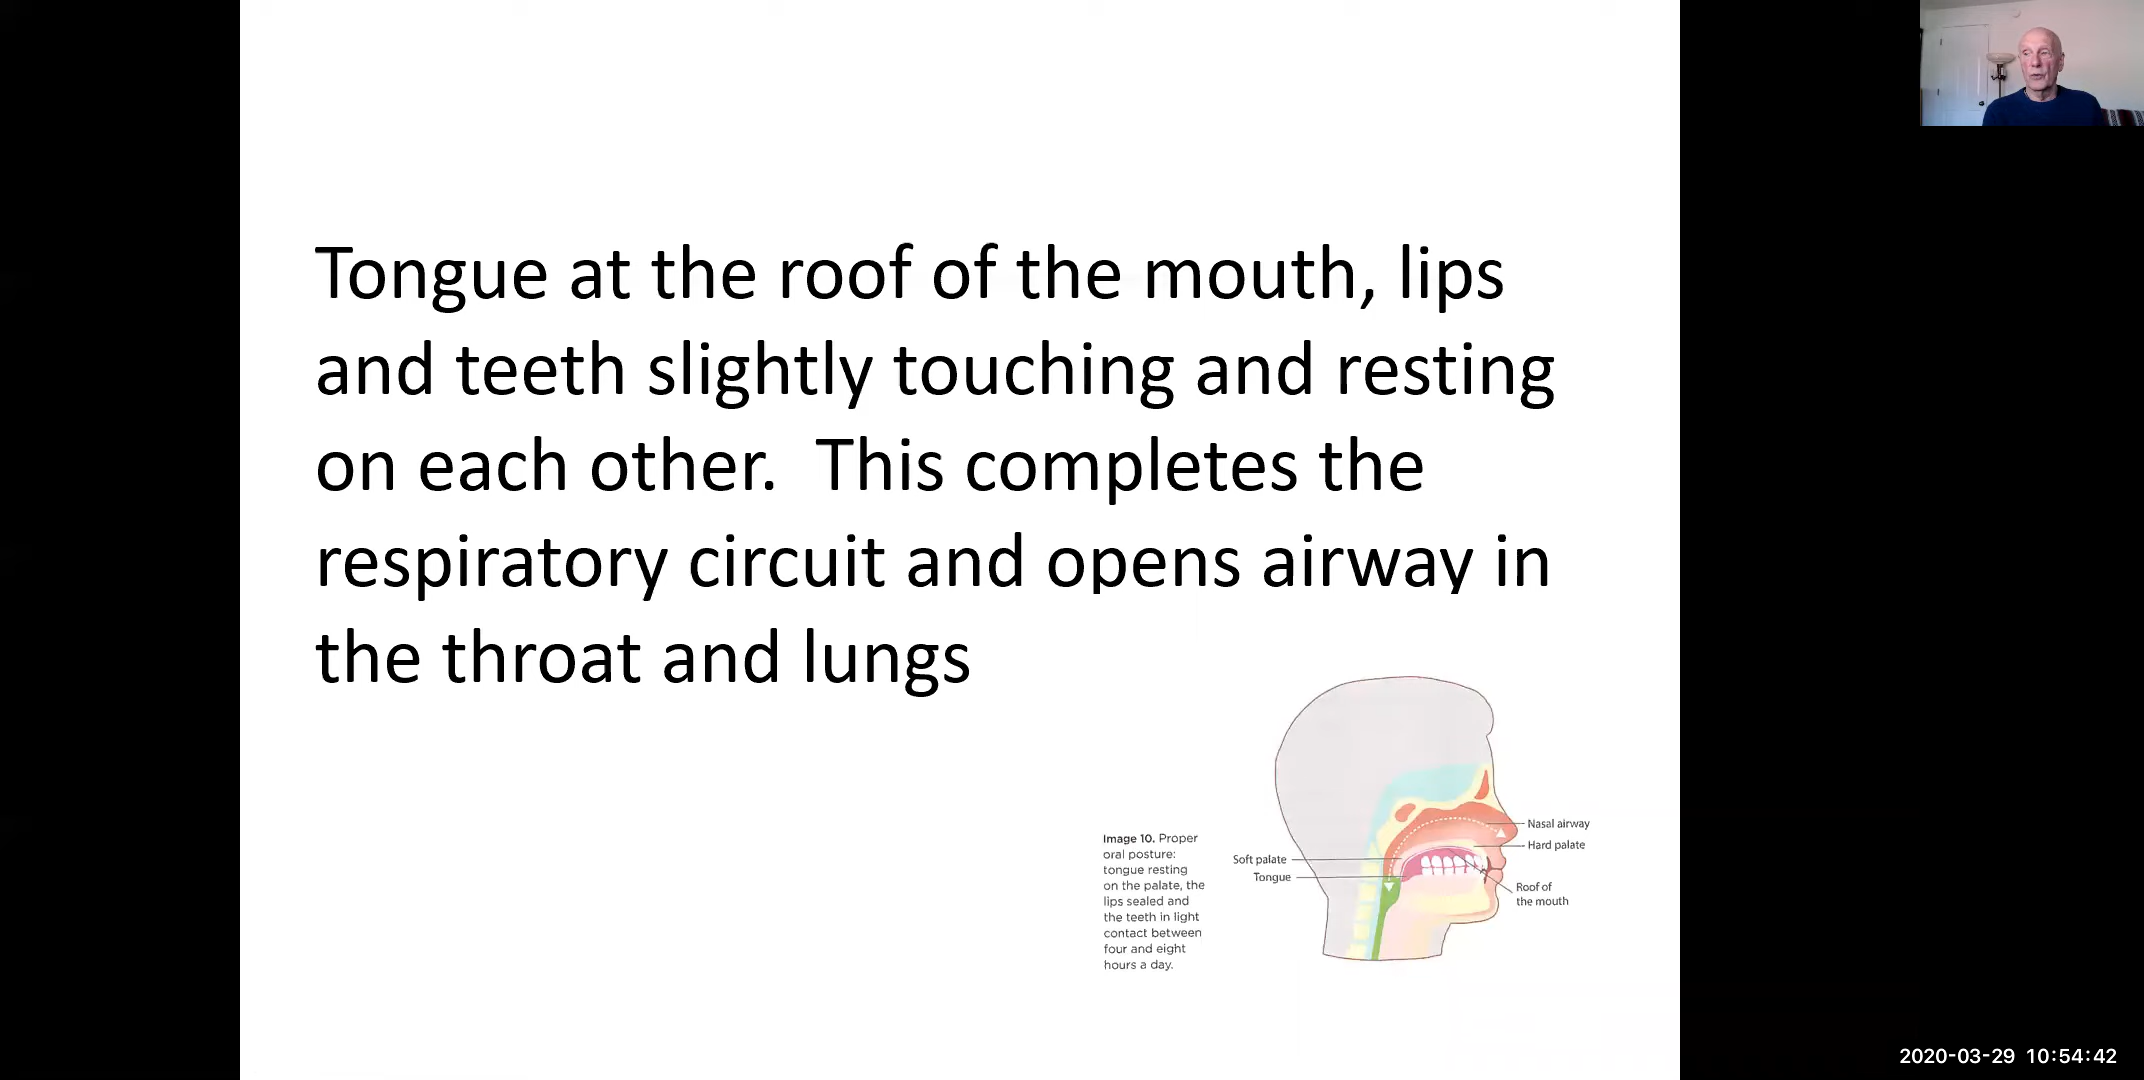 Tongue at the roof of the mouth, lips
and teeth slightly touching and resting
on each other.  This completes the
respiratory circuit and opens airway in
the throat and lungs
Image 10. Proper
oral posture:
tongue resting
on the palate, the
lips sealed and
the teeth in light
contact between
four and eight
hours a day.
Soft palate
Tongue
Nasal airway
Hard palate
Roof of
the mouth
2020-03-29 10:54:42